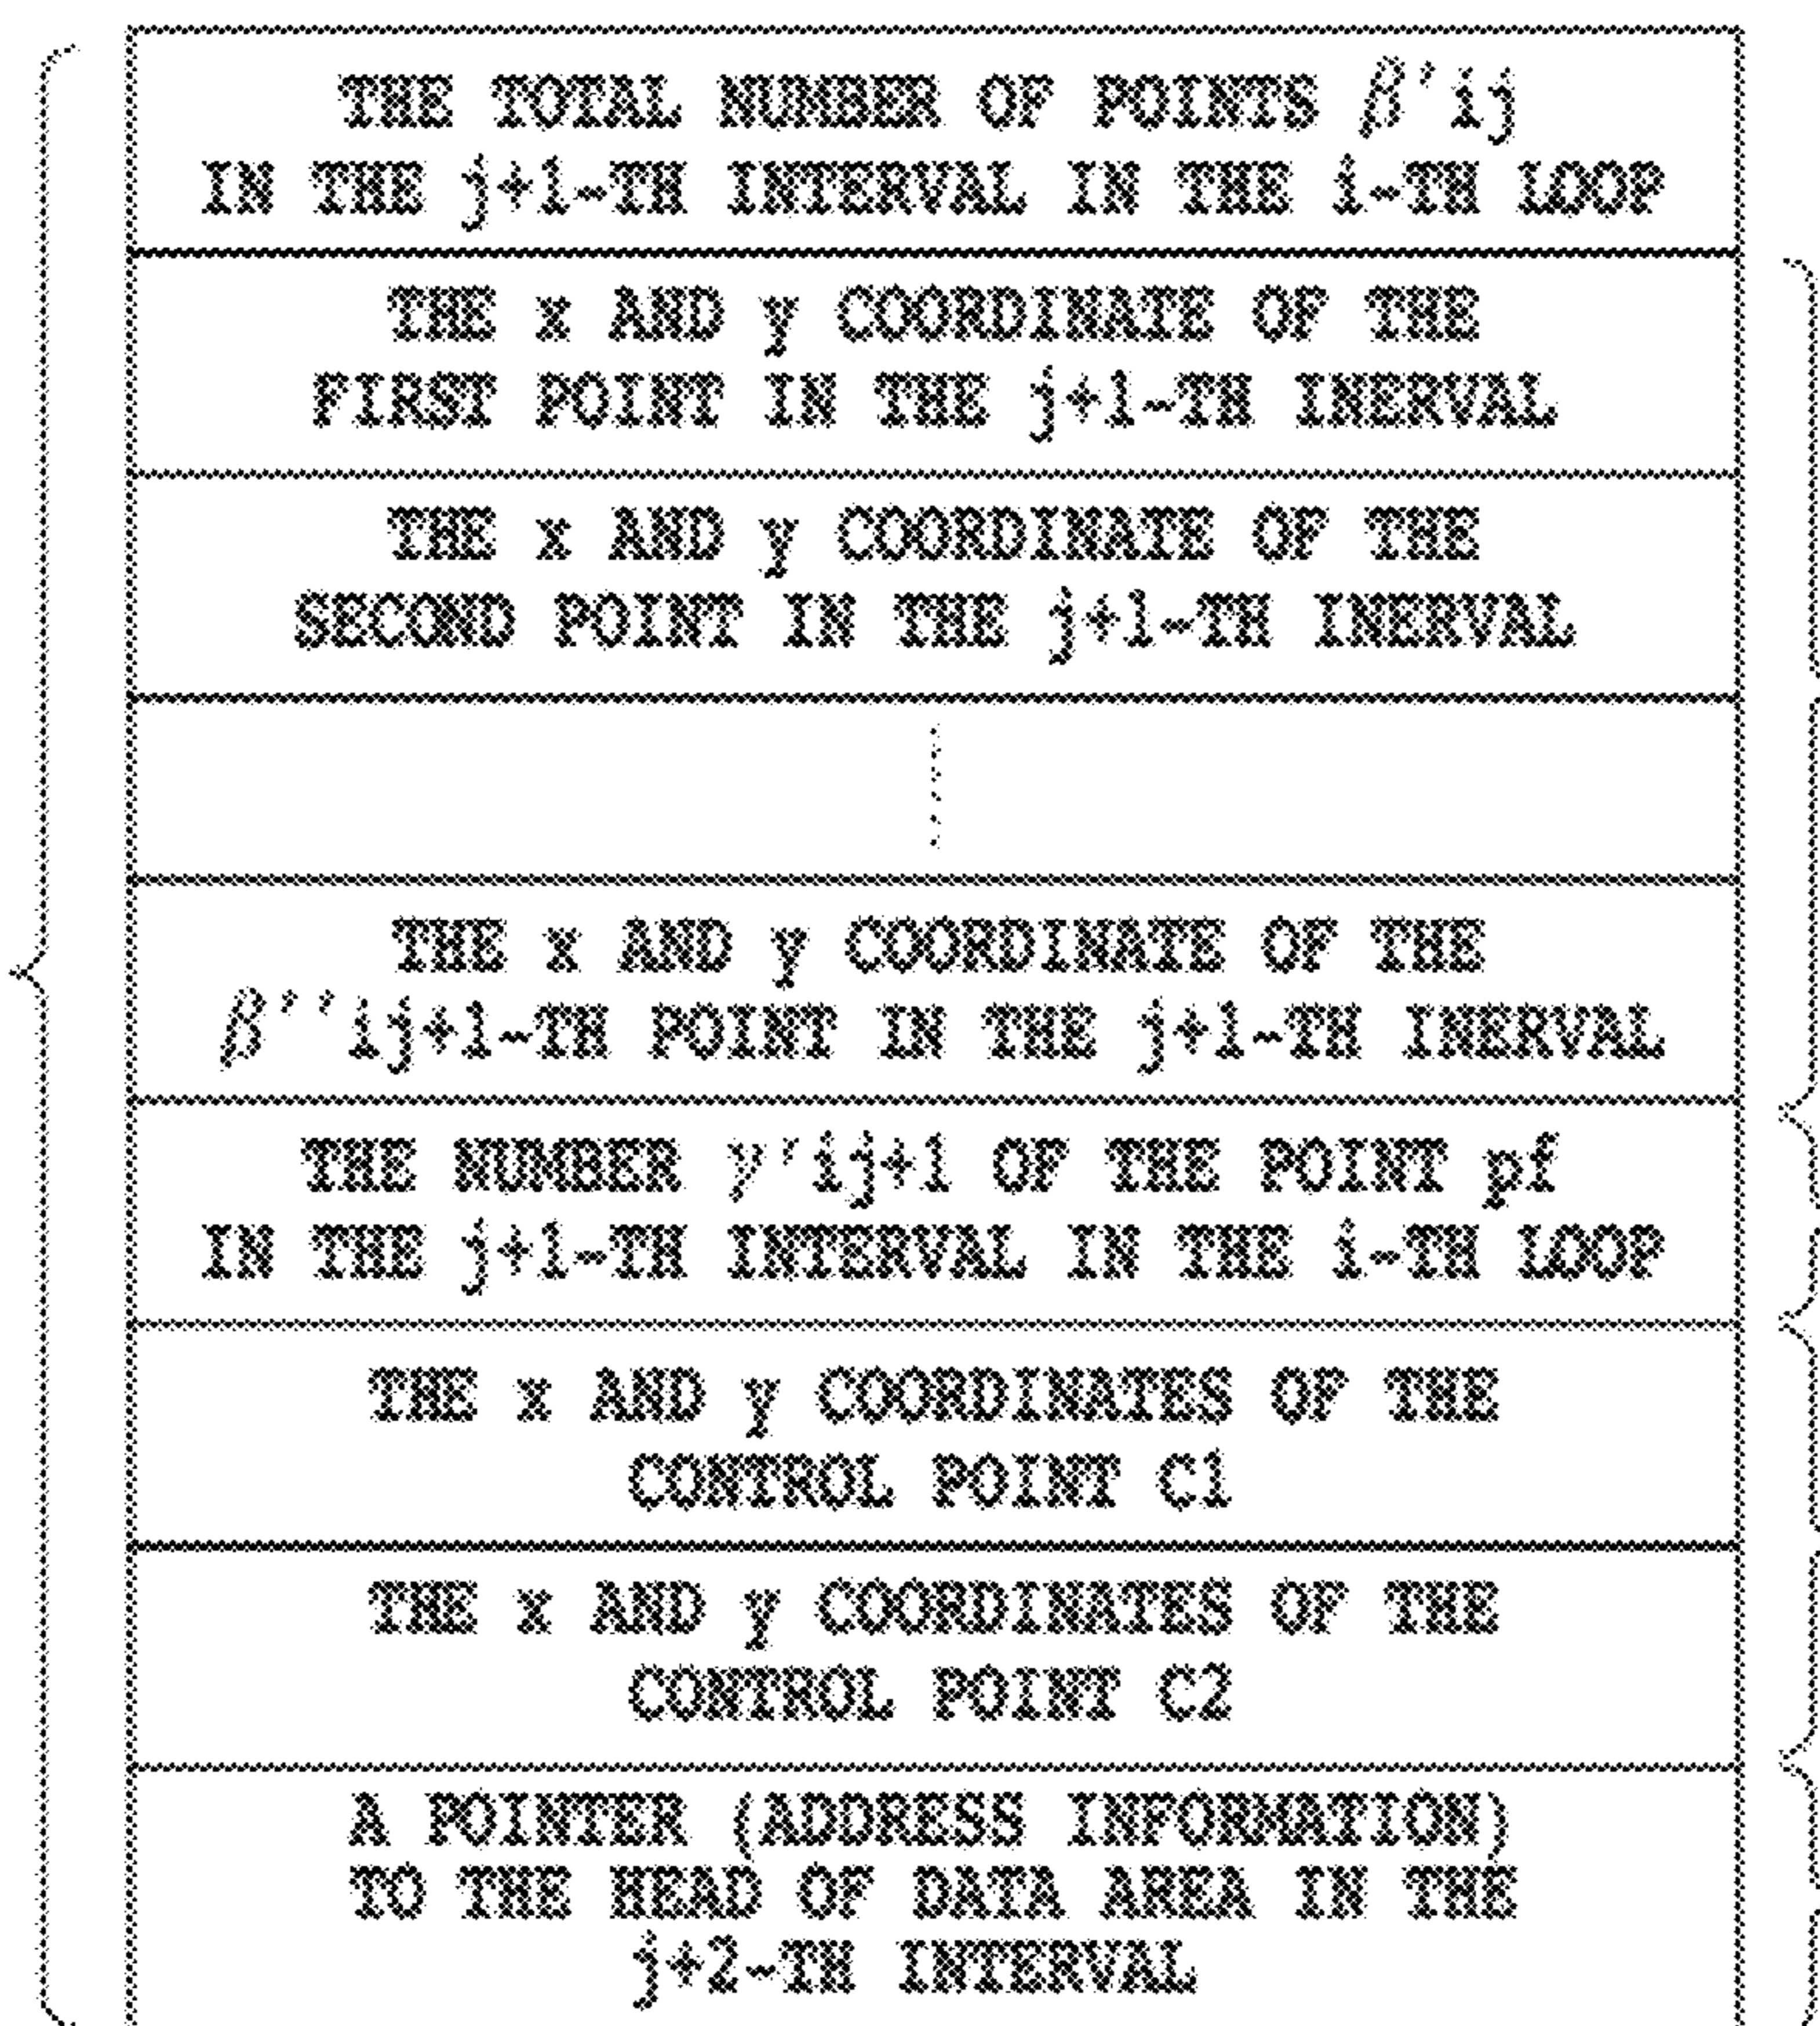 THE TOTAL NUMBER OF POINTS β'ij
IN THE j+1-TH INTERVAL IN THE i-TH LOOP
THE x AND y COORDINATE OF THE
FIRST POINT IN THE j+1-TH INERVAL
THE x AND y COORDINATE OF THE
SECOND POINT IN THE j+1-TH INERVAL
THE x AND y COORDINATE OF THE
β''ij+1-TH POINT IN THE j+1-TH INERVAL
THE NUMBER γ'ij+1 OF THE POINT pf
IN THE j+1-TH INTERVAL IN THE i-TH LOOP
THE x AND y COORDINATES OF THE
CONTROL POINT C1
THE x AND y COORDINATES OF THE
CONTROL POINT C2
A POINTER (ADDRESS INFORMATION)
TO THE HEAD OF DATA AREA IN THE
j+2-TH INTERVAL